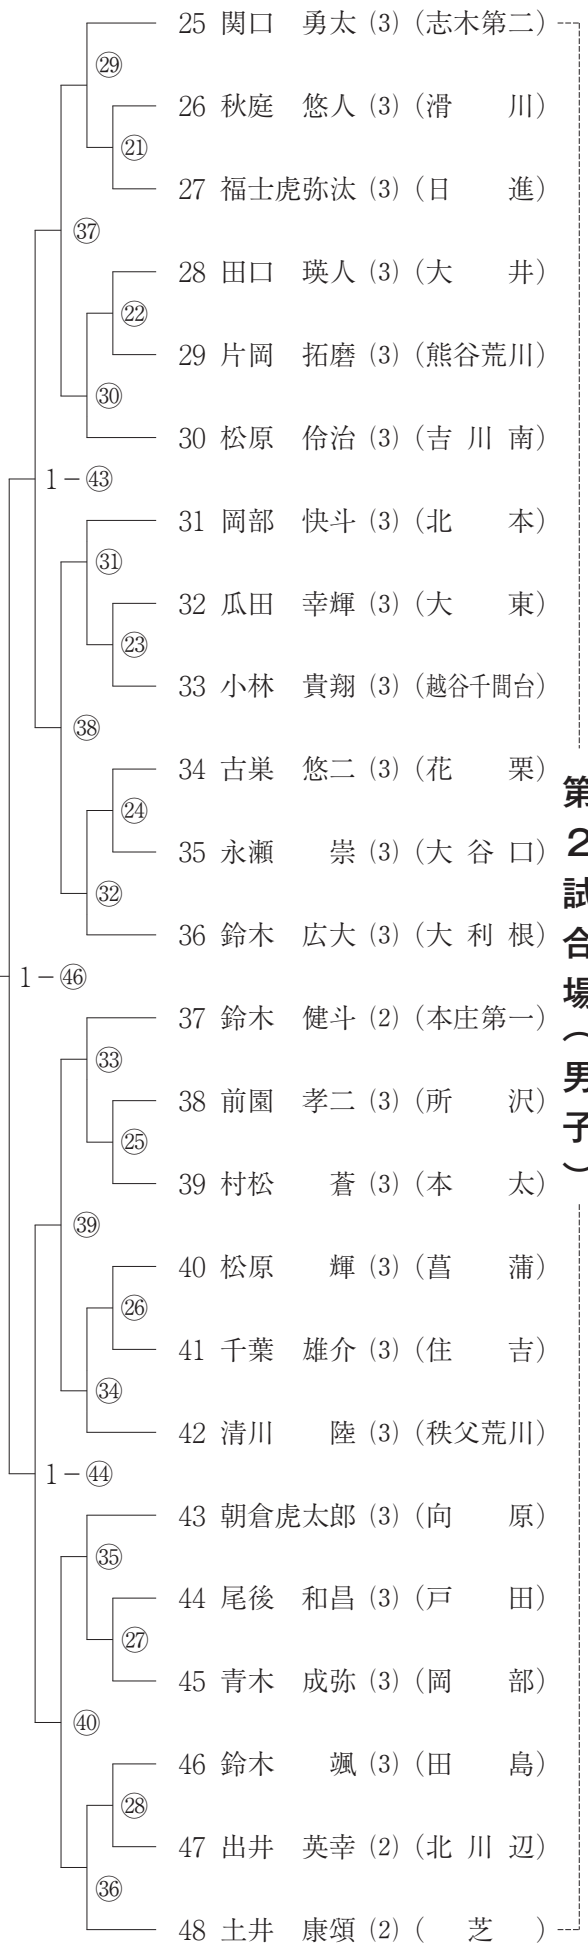 25 関口　勇太 (3) (志木第二)
㉙
26 秋庭　悠人 (3) (滑　　川)
㉑
27 福士虎弥汰 (3) (日　　進)
㊲
28 田口　瑛人 (3) (大　　井)
㉒
29 片岡　拓磨 (3) (熊谷荒川)
㉚
30 松原　伶治 (3) (吉 川 南)
1－㊸
31 岡部　快斗 (3) (北　　本)
㉛
32 瓜田　幸輝 (3) (大　　東)
㉓
33 小林　貴翔 (3) (越谷千間台)
㊳
34 古巣　悠二 (3) (花　　栗)
㉔
35 永瀬　　崇 (3) (大 谷 口)
㉜
36 鈴木　広大 (3) (大 利 根)
1－㊻
37 鈴木　健斗 (2) (本庄第一)
㉝
38 前園　孝二 (3) (所　　沢)
㉕
39 村松　　蒼 (3) (本　　太)
㊴
40 松原　　輝 (3) (菖　　蒲)
㉖
41 千葉　雄介 (3) (住　　吉)
㉞
42 清川　　陸 (3) (秩父荒川)
1－㊹
43 朝倉虎太郎 (3) (向　　原)
㉟
44 尾後　和昌 (3) (戸　　田)
㉗
45 青木　成弥 (3) (岡　　部)
㊵
46 鈴木　　颯 (3) (田　　島)
㉘
47 出井　英幸 (2) (北 川 辺)
㊱
48 土井　康頌 (2) (　芝　)
第２試合場（男子）